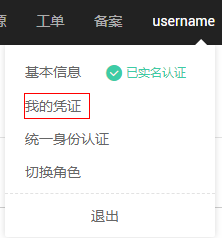 源 工单 备案 username
基本信息 已实名认证
我的凭证
统一身份认证
切换角色
退出